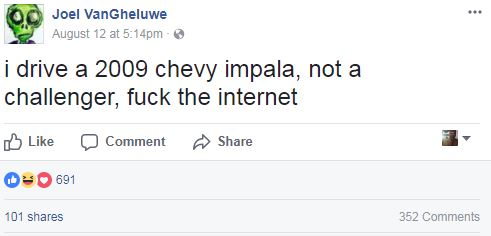 Joel VanGheluwe
August 12 at 5:14pm ·
i drive a 2009 chevy impala, not a
challenger, fuck the internet
Like Comment Share
691
101 shares 352 Comments